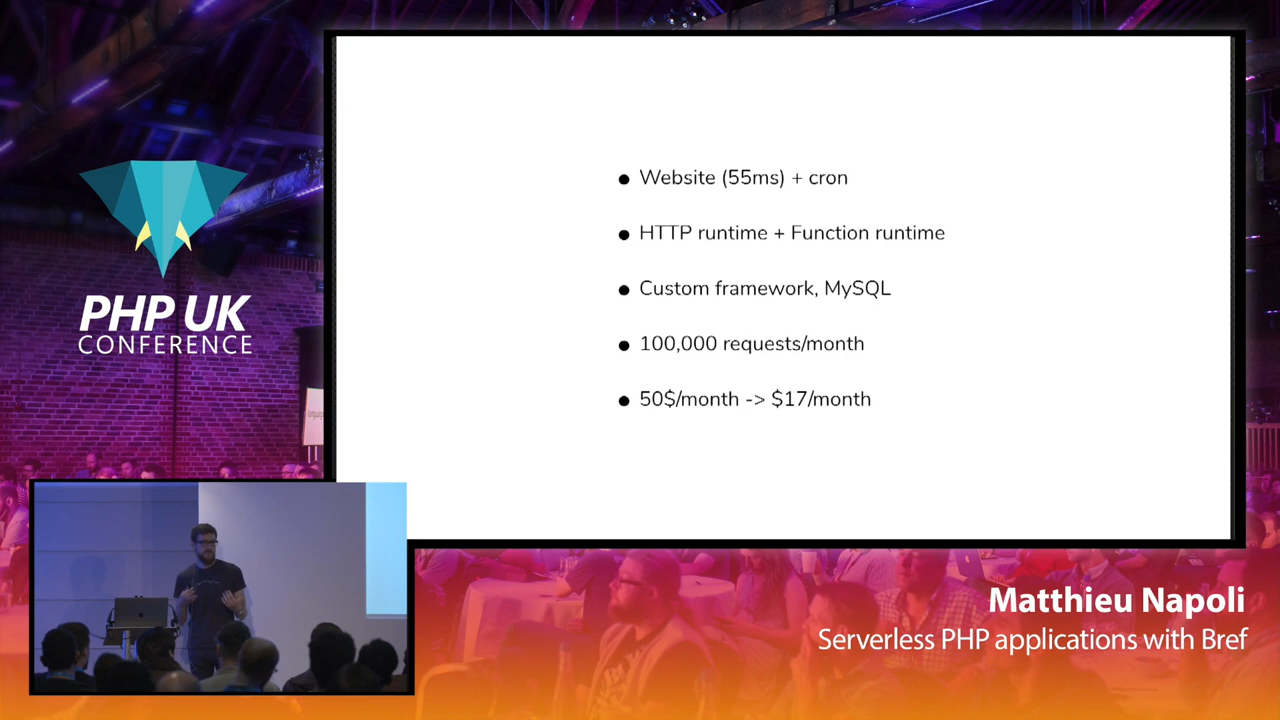 PHP UK
CONFERENCE
● Website (55ms) + cron
● HTTP runtime + Function runtime
● Custom framework, MySQL
● 100,000 requests/month
● 50$/month -> $17/month
Matthieu Napoli
Serverless PHP applications with Bref